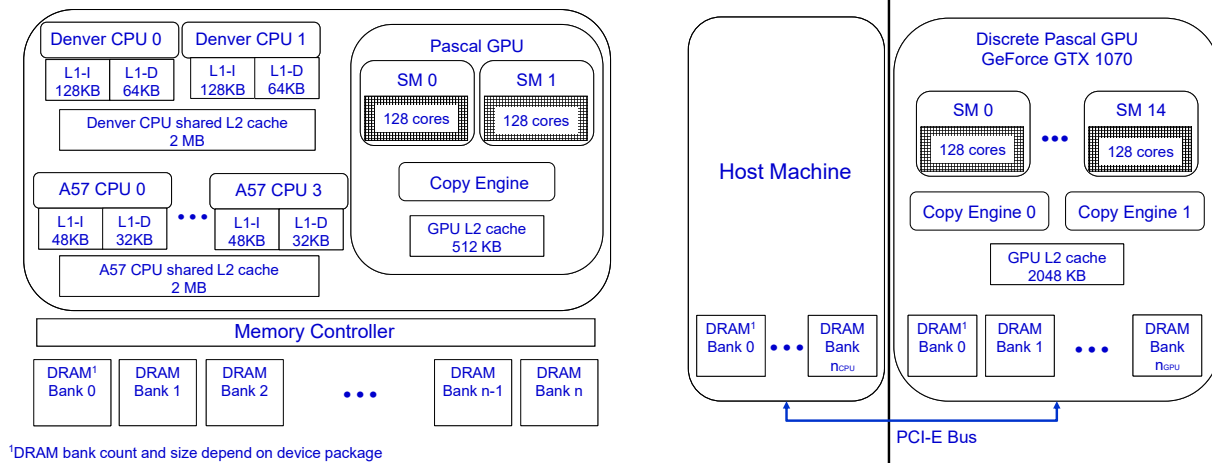 Denver CPU 0
Denver CPU 1
L1-I
128KB
L1-D
64KB
L1-I
128KB
L1-D
64KB
Denver CPU shared L2 cache
2 MB
A57 CPU 0
A57 CPU 3
L1-I
48KB
L1-D
32KB
L1-I
48KB
L1-D
32KB
A57 CPU shared L2 cache
2 MB
Pascal GPU
SM 0
128 cores
SM 1
128 cores
Copy Engine
GPU L2 cache
512 KB
Memory Controller
DRAM¹
Bank 0
DRAM
Bank 1
DRAM
Bank 2
DRAM
Bank n-1
DRAM
Bank n
¹DRAM bank count and size depend on device package
Host Machine
DRAM¹
Bank 0
DRAM
Bank
nCPU
Discrete Pascal GPU
GeForce GTX 1070
SM 0
128 cores
SM 14
128 cores
Copy Engine 0
Copy Engine 1
GPU L2 cache
2048 KB
DRAM¹
Bank 0
DRAM
Bank 1
DRAM
Bank
nGPU
PCI-E Bus